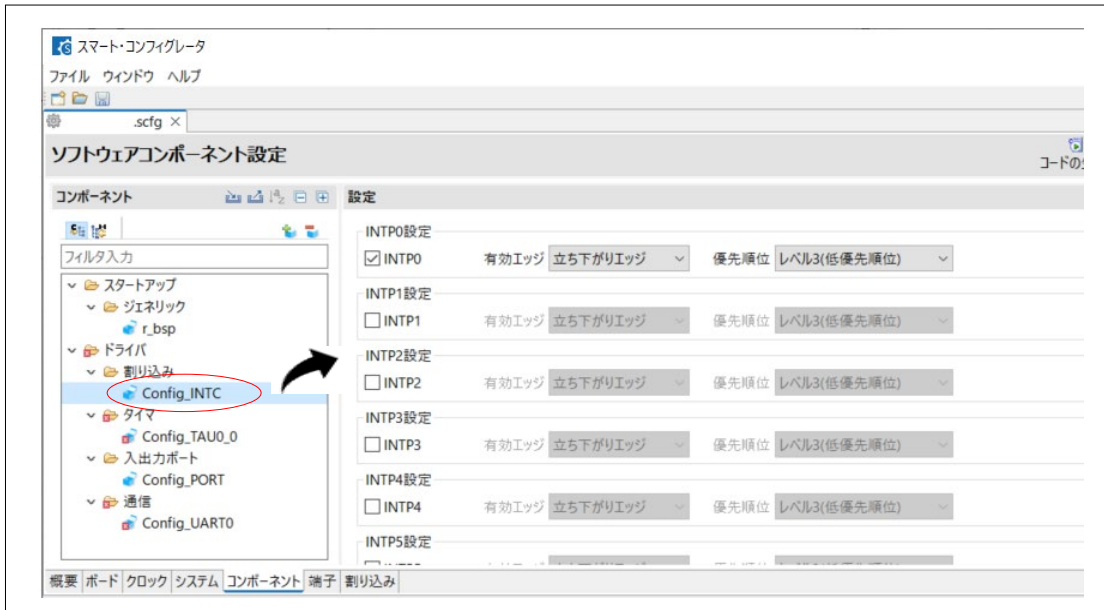 スマート・コンフィグレータ
ファイル ウィンドウ ヘルプ
.scfg
ソフトウェアコンポーネント設定
コードの
コンポーネント
設定
フィルタ入力
スタートアップ
ジェネリック
r_bsp
ドライバ
割り込み
Config_INTC
タイマ
Config_TAU0_0
入出力ポート
Config_PORT
通信
Config_UART0
INTP0設定
INTP0 有効エッジ 立ち下がりエッジ 優先順位 レベル3(低優先順位)
INTP1設定
INTP1 有効エッジ 立ち下がりエッジ 優先順位 レベル3(低優先順位)
INTP2設定
INTP2 有効エッジ 立ち下がりエッジ 優先順位 レベル3(低優先順位)
INTP3設定
INTP3 有効エッジ 立ち下がりエッジ 優先順位 レベル3(低優先順位)
INTP4設定
INTP4 有効エッジ 立ち下がりエッジ 優先順位 レベル3(低優先順位)
INTP5設定
概要 ボード クロック システム コンポーネント 端子 割り込み